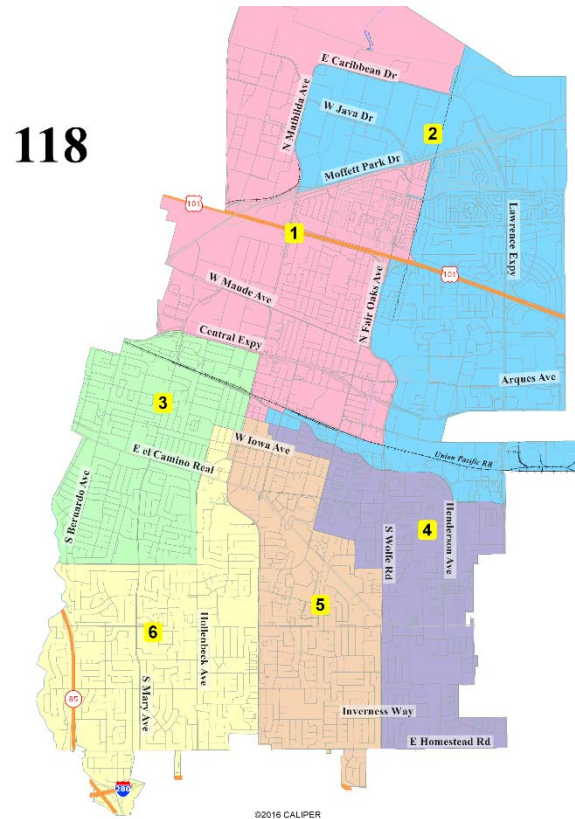 E Caribbean Dr
N Mathilda Ave
W Java Dr
2
118
Moffett Park Dr
101
Lawrence Expy
1
101
W Maude Ave
N Fair Oaks Ave
Central Expy
Arques Ave
3
W Iowa Ave
E el Camino Real
Union Pacific RR
S Bernardo Ave
S Wolfe Rd
4
Henderson Ave
5
6
Hollenbeck Ave
S Mary Ave
85
Inverness Way
E Homestead Rd
280
©2016 CALIPER